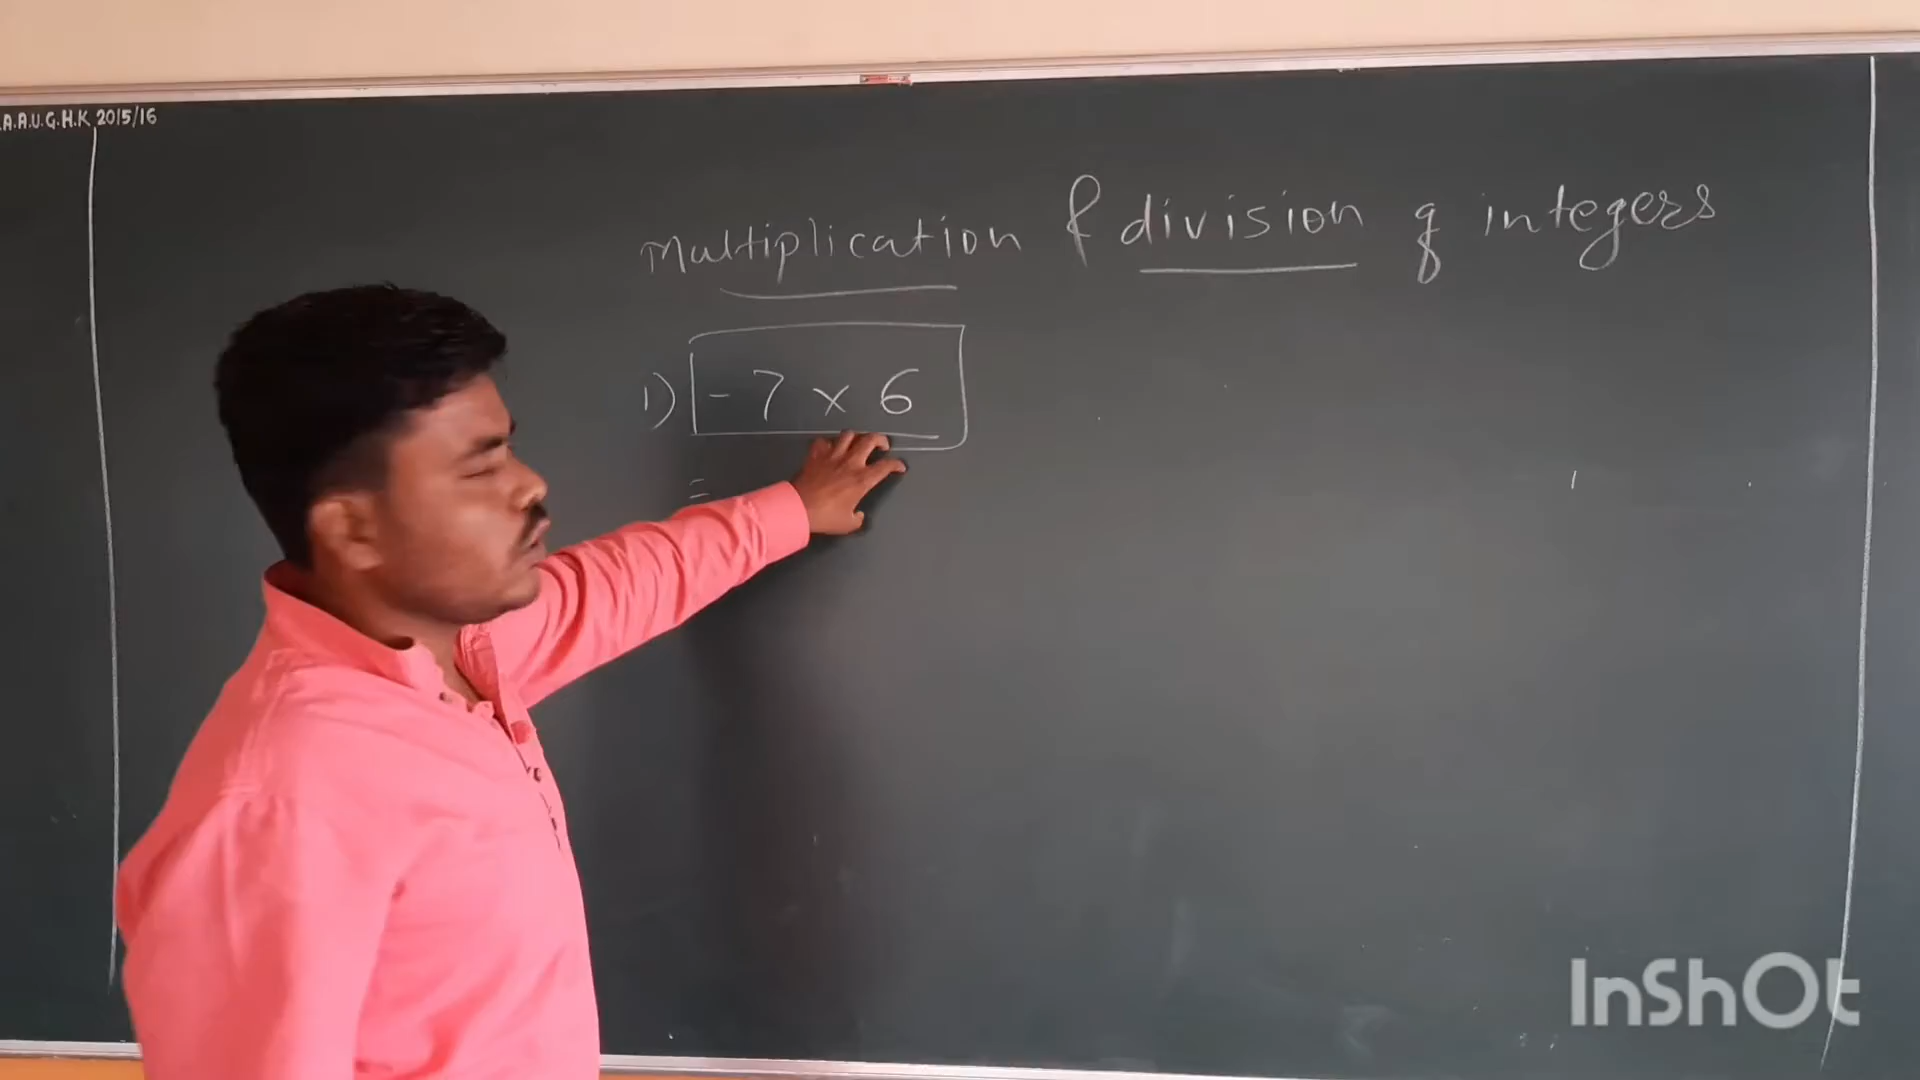 .A.A.U.G.H.K 2015/16
Multiplication & division of integers
1) - 7 × 6
=
InShOt